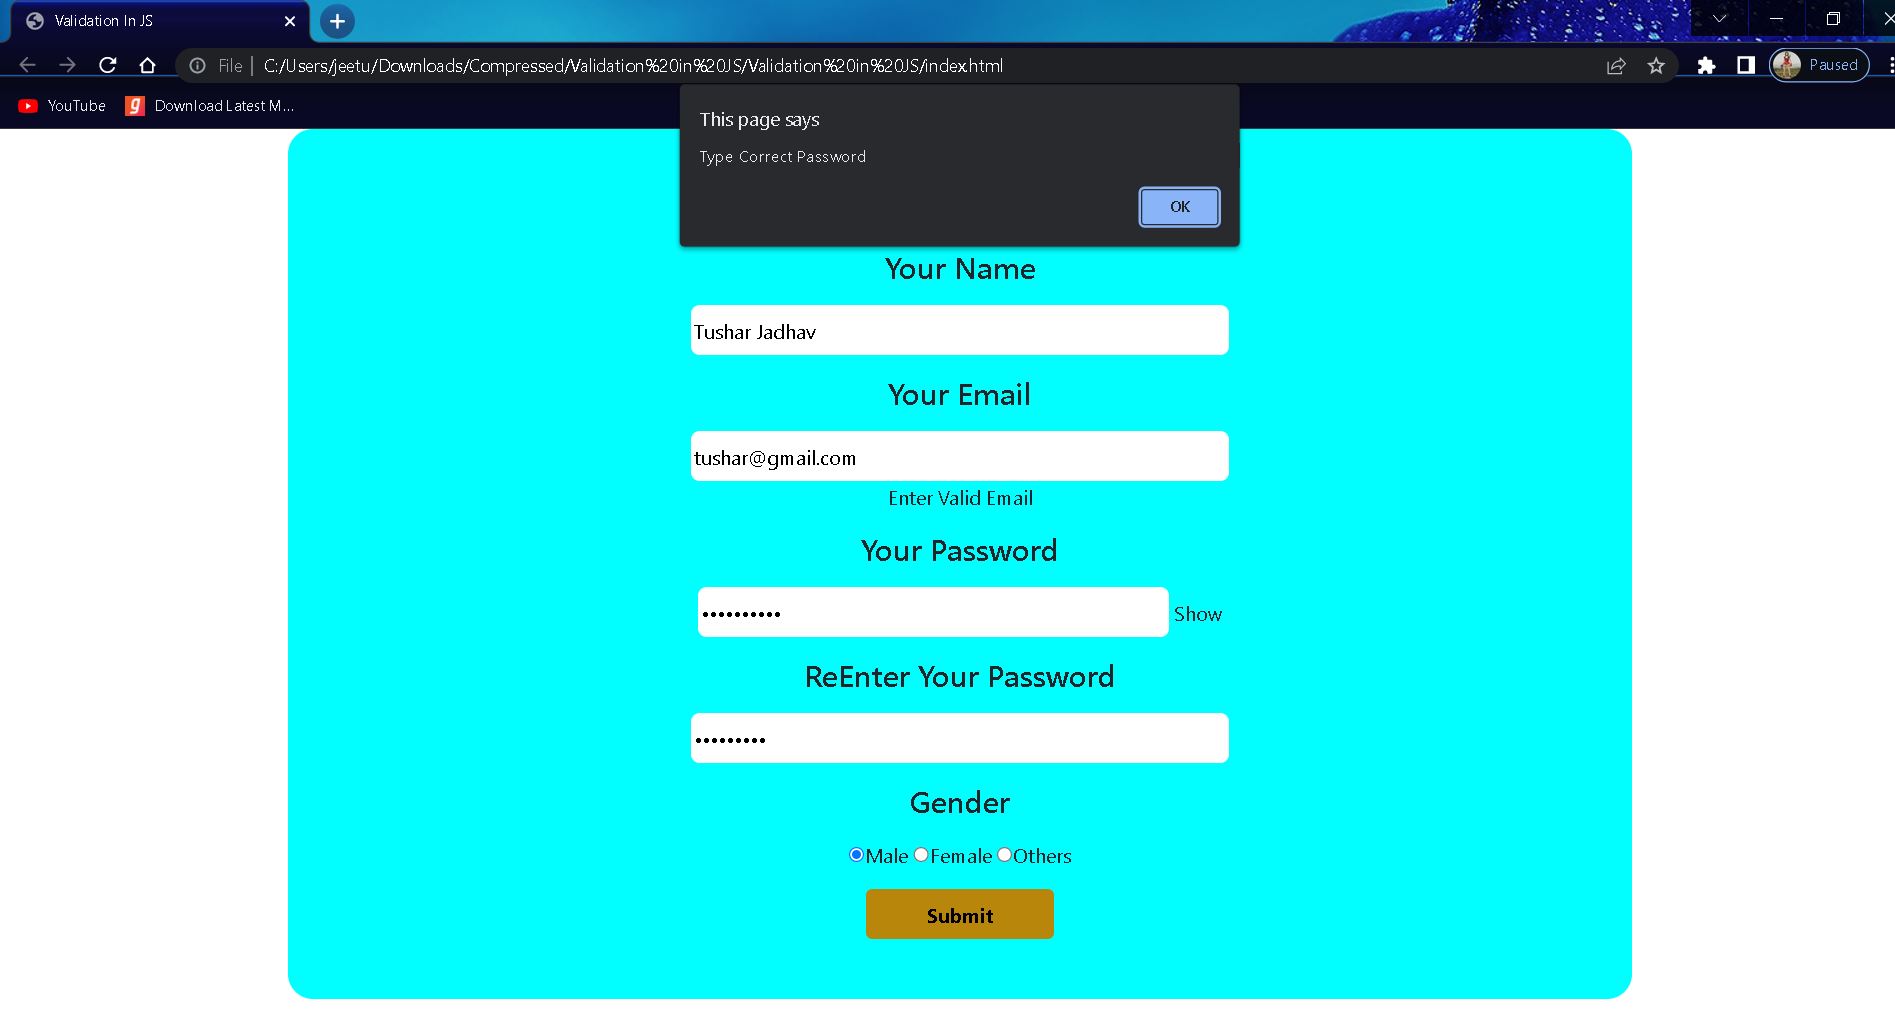 Validation In JS
File | C:/Users/jeetu/Downloads/Compressed/Validation%20in%20JS/Validation%20in%20JS/index.html
Paused
YouTube Download Latest M...
This page says
Type Correct Password
OK
Your Name
Tushar Jadhav
Your Email
tushar@gmail.com
Enter Valid Email
Your Password
•••••••••• Show
ReEnter Your Password
•••••••••
Gender
Male Female Others
Submit